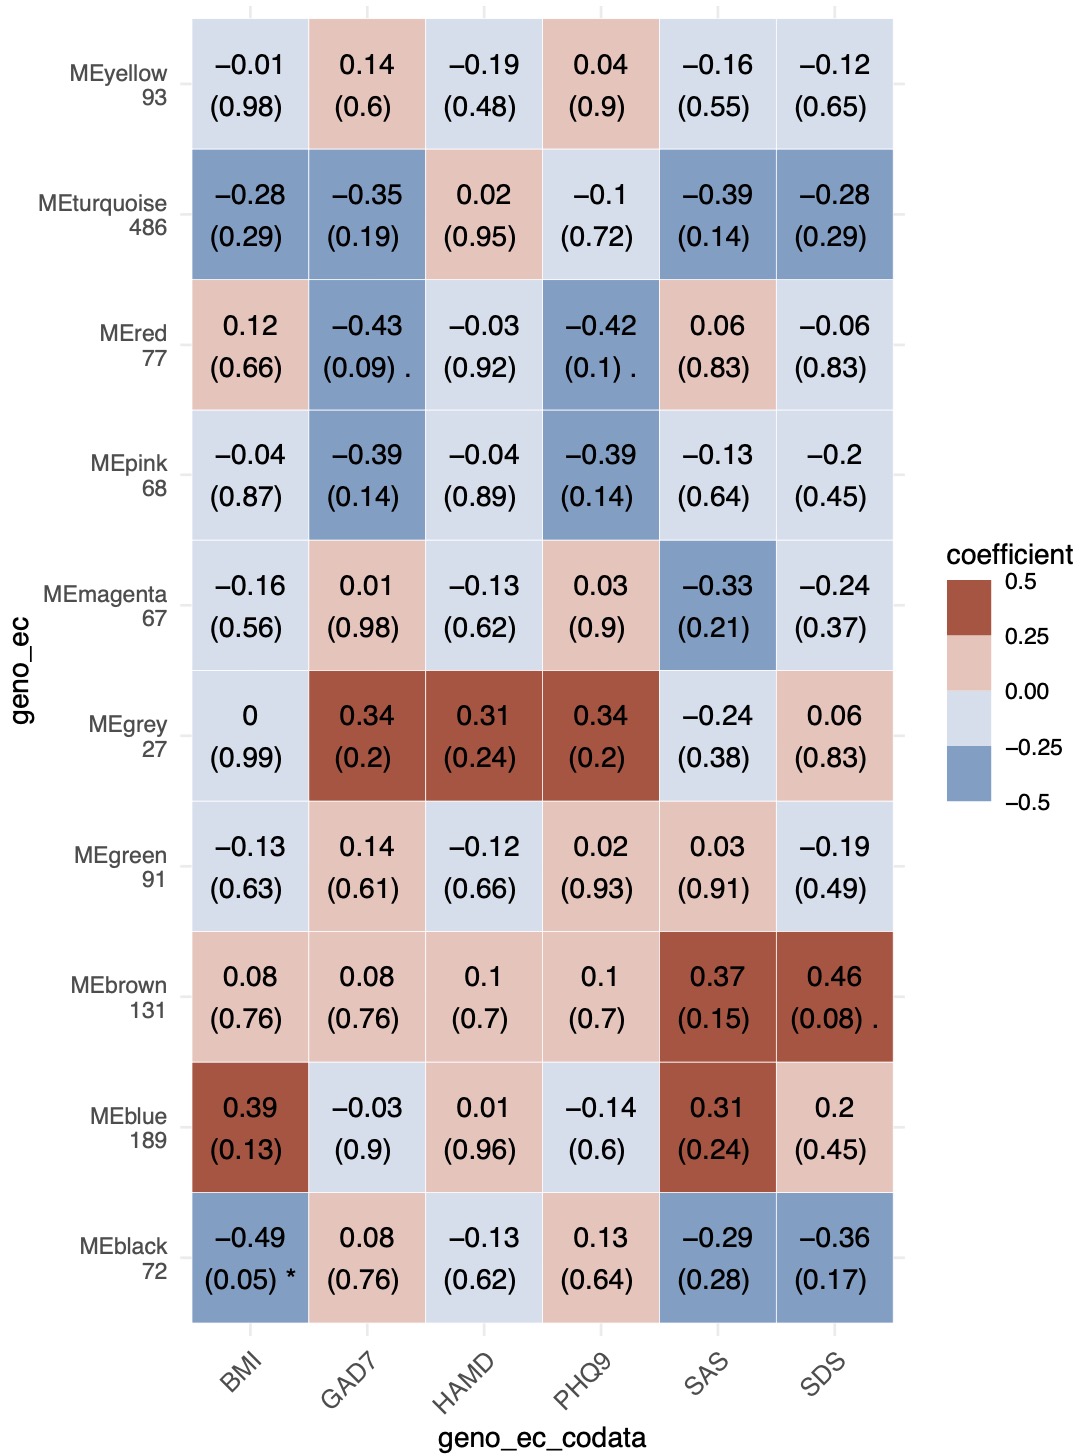 MEyellow
93
−0.01 0.14 −0.19 0.04 −0.16 −0.12
(0.98) (0.6) (0.48) (0.9) (0.55) (0.65)
MEturquoise
486
−0.28 −0.35 0.02 −0.1 −0.39 −0.28
(0.29) (0.19) (0.95) (0.72) (0.14) (0.29)
MEred
77
0.12 −0.43 −0.03 −0.42 0.06 −0.06
(0.66) (0.09) . (0.92) (0.1) . (0.83) (0.83)
MEpink
68
−0.04 −0.39 −0.04 −0.39 −0.13 −0.2
(0.87) (0.14) (0.89) (0.14) (0.64) (0.45)
MEmagenta
67
−0.16 0.01 −0.13 0.03 −0.33 −0.24
(0.56) (0.98) (0.62) (0.9) (0.21) (0.37)
MEgrey
27
0 0.34 0.31 0.34 −0.24 0.06
(0.99) (0.2) (0.24) (0.2) (0.38) (0.83)
MEgreen
91
−0.13 0.14 −0.12 0.02 0.03 −0.19
(0.63) (0.61) (0.66) (0.93) (0.91) (0.49)
MEbrown
131
0.08 0.08 0.1 0.1 0.37 0.46
(0.76) (0.76) (0.7) (0.7) (0.15) (0.08) .
MEblue
189
0.39 −0.03 0.01 −0.14 0.31 0.2
(0.13) (0.9) (0.96) (0.6) (0.24) (0.45)
MEblack
72
−0.49 0.08 −0.13 0.13 −0.29 −0.36
(0.05) * (0.76) (0.62) (0.64) (0.28) (0.17)
BMI GAD7 HAMD PHQ9 SAS SDS
geno_ec_codata
geno_ec
coefficient
0.5
0.25
0.00
−0.25
−0.5